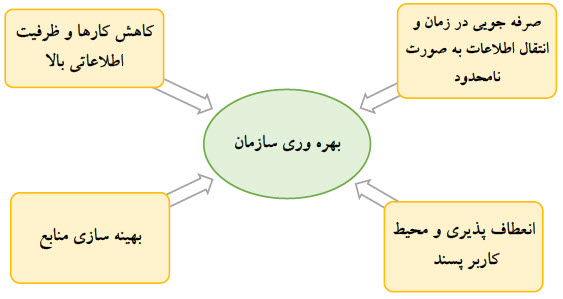 صرفه جویی در زمان و
انتقال اطلاعات به صورت
نامحدود
کاهش کارها و ظرفیت
اطلاعاتی بالا
بهره وری سازمان
انعطاف پذیری و محیط
کاربر پسند
بهینه سازی منابع